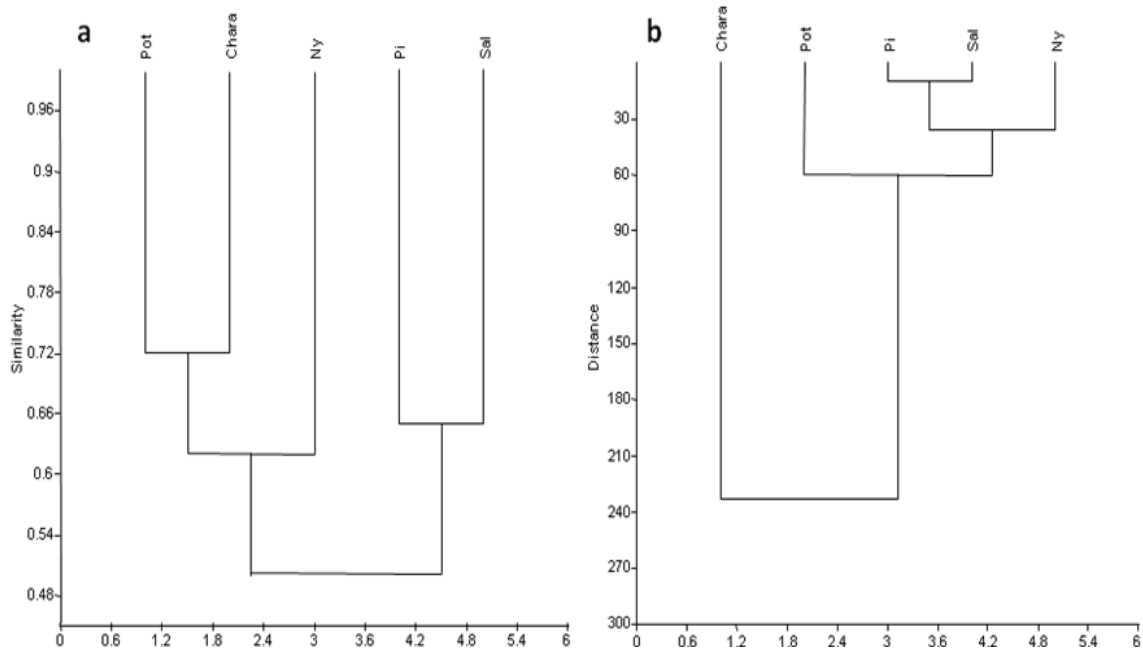 a
Pot
Chara
Ny
Pi
Sal
Similarity
0.96
0.9
0.84
0.78
0.72
0.66
0.6
0.54
0.48
0 0.6 1.2 1.8 2.4 3 3.6 4.2 4.8 5.4 6
b
Chara
Pot
Pi
Sal
Ny
Distance
30
60
90
120
150
180
210
240
270
300
0 0.6 1.2 1.8 2.4 3 3.6 4.2 4.8 5.4 6